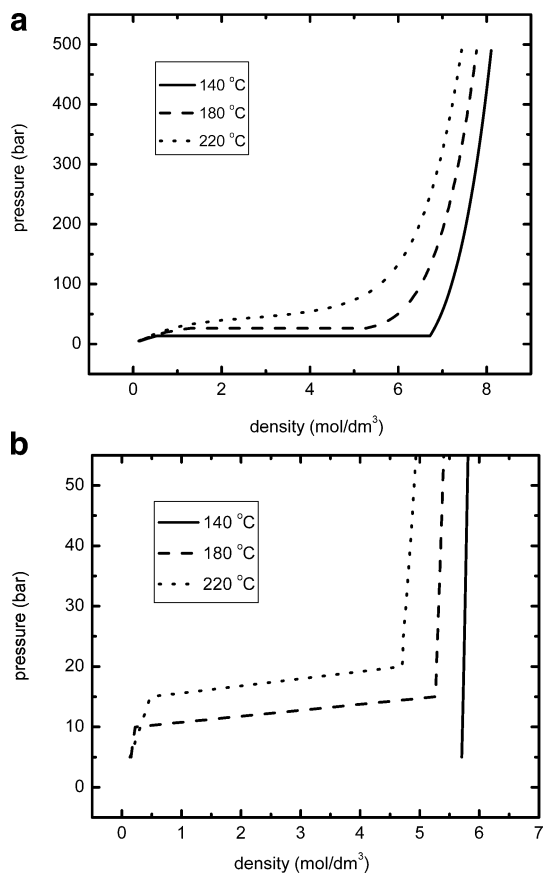 a
500
400
300
200
100
0
pressure (bar)
140 °C
180 °C
220 °C
0 2 4 6 8
density (mol/dm³)
b
50
40
30
20
10
0
pressure (bar)
140 °C
180 °C
220 °C
0 1 2 3 4 5 6 7
density (mol/dm³)